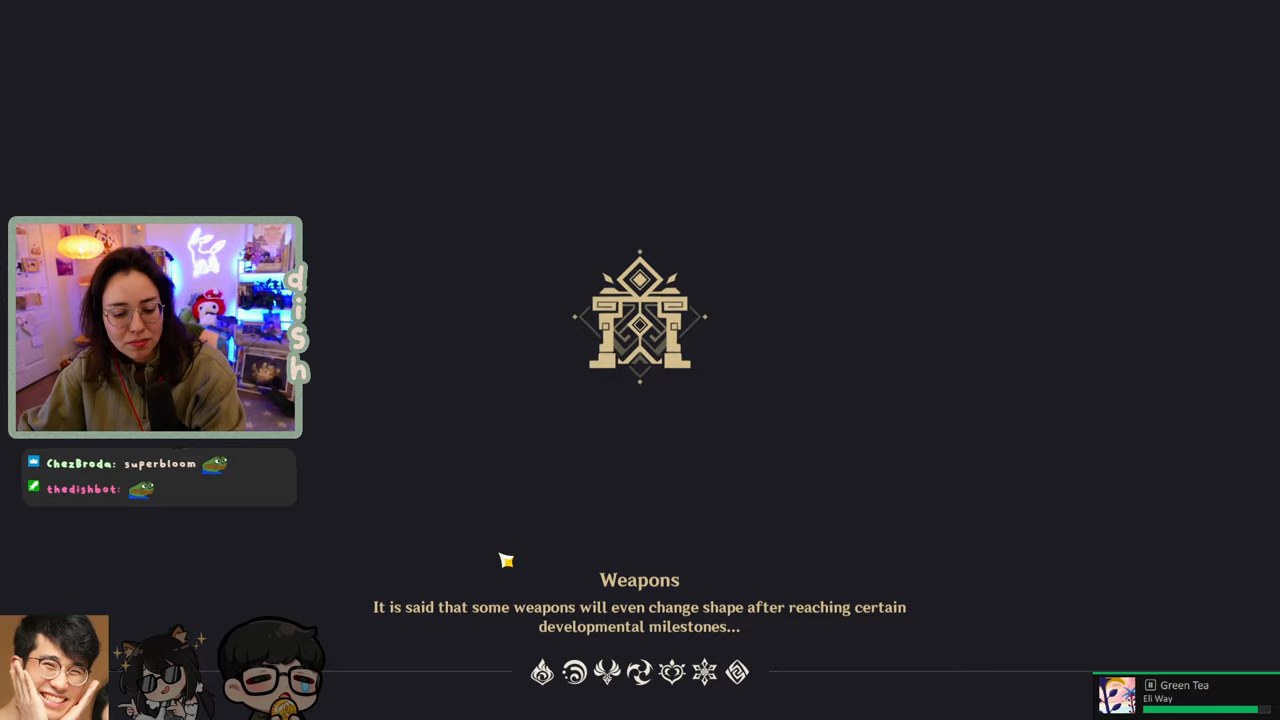 dish
ChezBroda: superbloom
thedishbot:
Weapons
It is said that some weapons will even change shape after reaching certain
developmental milestones...
Green Tea
Eli Way